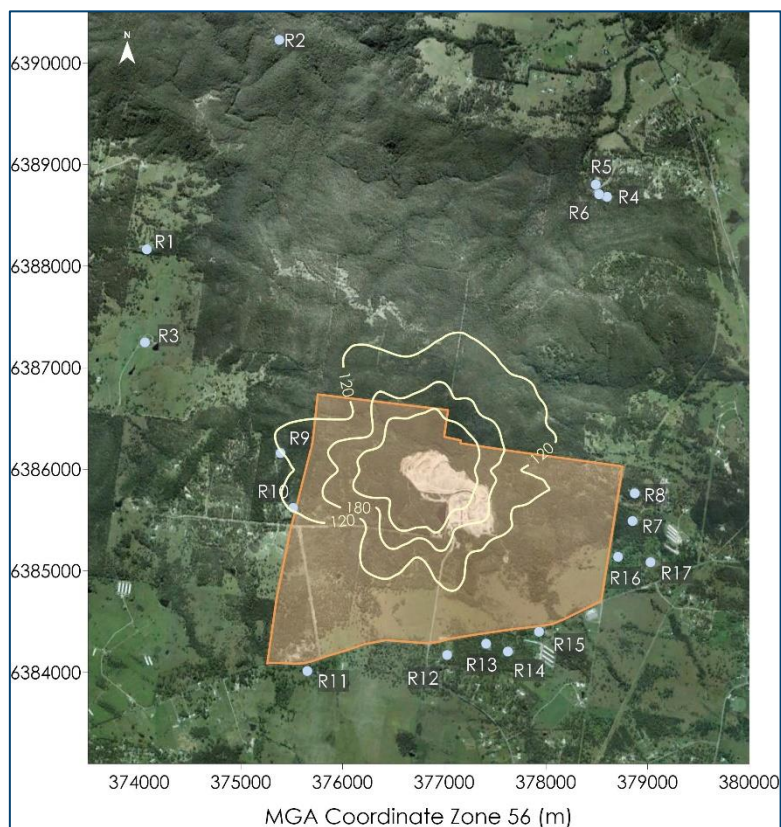 N
6390000
6389000
6388000
6387000
6386000
6385000
6384000
R2
R5
R6
R4
R1
R3
120
R9
120
R10
180
120
R8
R7
R16
R17
R15
R13
R14
R12
R11
374000 375000 376000 377000 378000 379000 380000
MGA Coordinate Zone 56 (m)